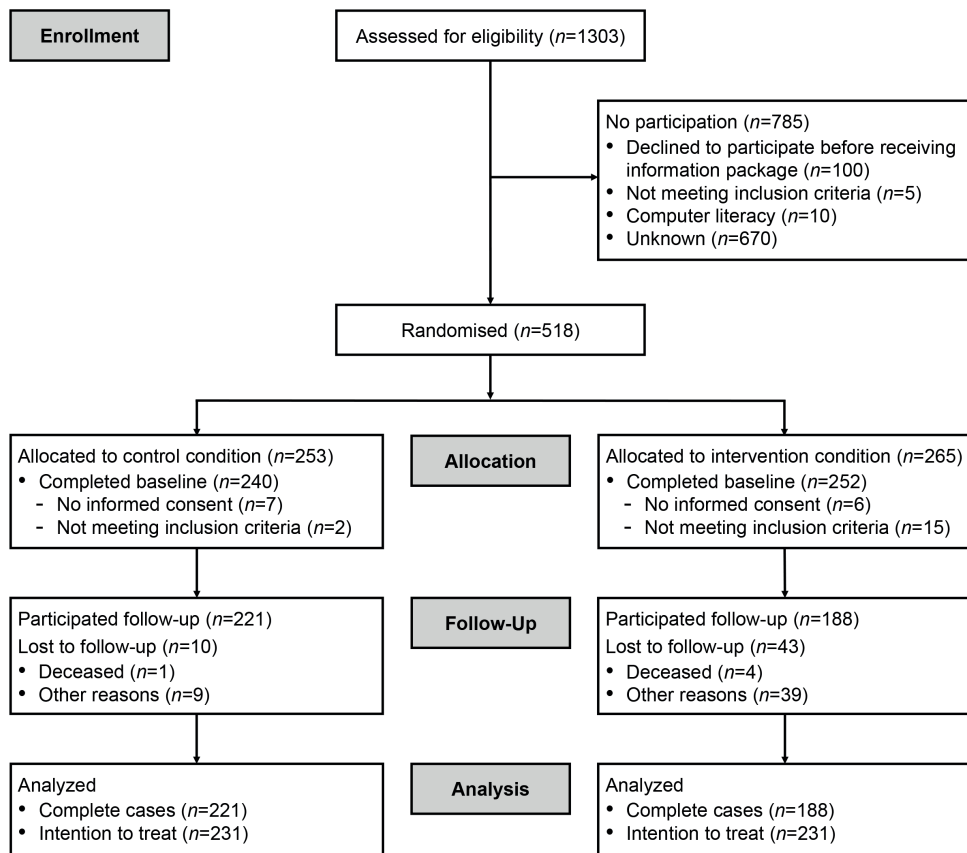 Enrollment
Assessed for eligibility (n=1303)
No participation (n=785)
• Declined to participate before receiving
information package (n=100)
• Not meeting inclusion criteria (n=5)
• Computer literacy (n=10)
• Unknown (n=670)
Randomised (n=518)
Allocated to control condition (n=253)
• Completed baseline (n=240)
- No informed consent (n=7)
- Not meeting inclusion criteria (n=2)
Allocation
Allocated to intervention condition (n=265)
• Completed baseline (n=252)
- No informed consent (n=6)
- Not meeting inclusion criteria (n=15)
Participated follow-up (n=221)
Lost to follow-up (n=10)
• Deceased (n=1)
• Other reasons (n=9)
Follow-Up
Participated follow-up (n=188)
Lost to follow-up (n=43)
• Deceased (n=4)
• Other reasons (n=39)
Analyzed
• Complete cases (n=221)
• Intention to treat (n=231)
Analysis
Analyzed
• Complete cases (n=188)
• Intention to treat (n=231)